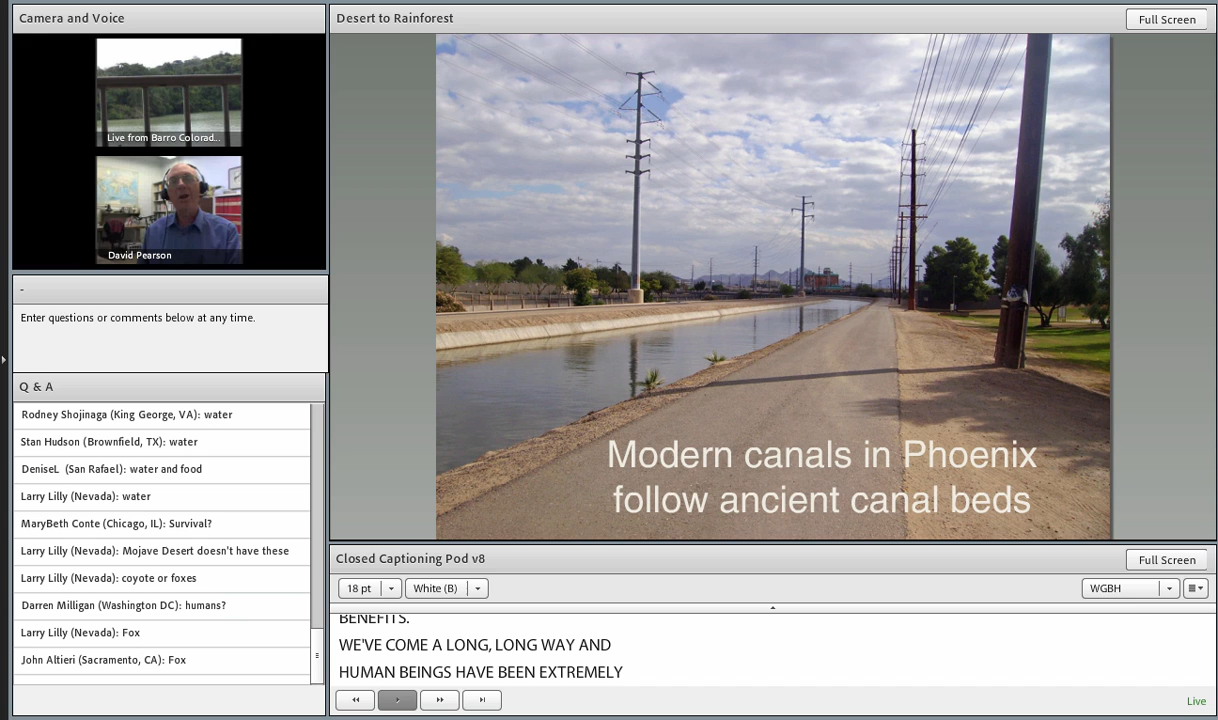 Camera and Voice
Live from Barro Colorad...
David Pearson
-
Enter questions or comments below at any time.
Q & A
Rodney Shojinaga (King George, VA): water
Stan Hudson (Brownfield, TX): water
DeniseL (San Rafael): water and food
Larry Lilly (Nevada): water
MaryBeth Conte (Chicago, IL): Survival?
Larry Lilly (Nevada): Mojave Desert doesn't have these
Larry Lilly (Nevada): coyote or foxes
Darren Milligan (Washington DC): humans?
Larry Lilly (Nevada): Fox
John Altieri (Sacramento, CA): Fox
Desert to Rainforest
Full Screen
Modern canals in Phoenix
follow ancient canal beds
Closed Captioning Pod v8
Full Screen
18 pt
White (B)
WGBH
BENEFITS.
WE'VE COME A LONG, LONG WAY AND
HUMAN BEINGS HAVE BEEN EXTREMELY
Live